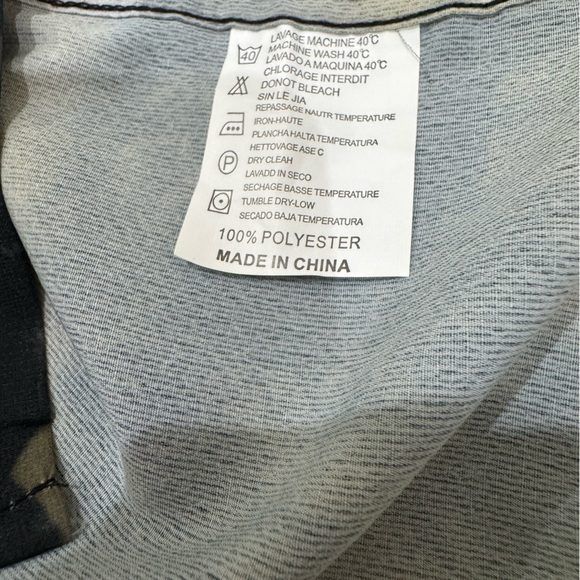 LAVAGE MACHINE 40℃
40 MACHINE WASH 40℃
LAVADO A MAQUINA 40℃
CHLORAGE INTERDIT
DONOT BLEACH
SIN LE JIA
REPASSAGE HAUTR TEMPERATURE
IRON-HAUTE
PLANCHA HALTA TEMPERATURA
HETTOVAGE ASE C
P DRY CLEAH
LAVADD IN SECO
SECHAGE BASSE TEMPERATURE
TUMBLE DRY-LOW
SECADO BAJA TEMPERATURA
100% POLYESTER
MADE IN CHINA